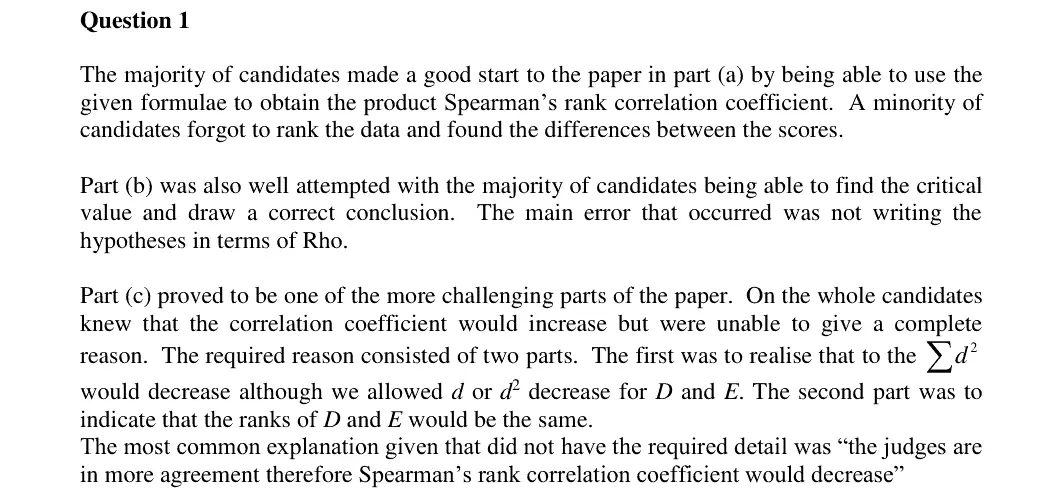 Question 1
The majority of candidates made a good start to the paper in part (a) by being able to use the
given formulae to obtain the product Spearman's rank correlation coefficient. A minority of
candidates forgot to rank the data and found the differences between the scores.
Part (b) was also well attempted with the majority of candidates being able to find the critical
value and draw a correct conclusion. The main error that occurred was not writing the
hypotheses in terms of Rho.
Part (c) proved to be one of the more challenging parts of the paper. On the whole candidates
knew that the correlation coefficient would increase but were unable to give a complete
reason. The required reason consisted of two parts. The first was to realise that to the ∑d²
would decrease although we allowed d or d² decrease for D and E. The second part was to
indicate that the ranks of D and E would be the same.
The most common explanation given that did not have the required detail was “the judges are
in more agreement therefore Spearman's rank correlation coefficient would decrease”